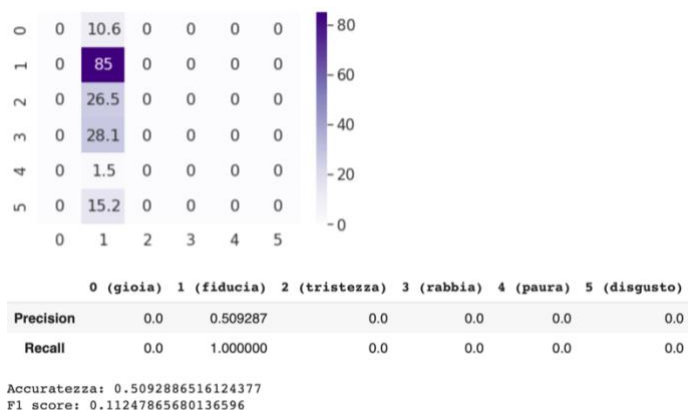 0 0 10.6 0 0 0 0
1 0 85 0 0 0 0
2 0 26.5 0 0 0 0
3 0 28.1 0 0 0 0
4 0 1.5 0 0 0 0
5 0 15.2 0 0 0 0
0 1 2 3 4 5
80
60
40
20
0
0 (gioia) 1 (fiducia) 2 (tristezza) 3 (rabbia) 4 (paura) 5 (disgusto)
Precision 0.0 0.509287 0.0 0.0 0.0 0.0
Recall 0.0 1.000000 0.0 0.0 0.0 0.0
Accuratezza: 0.5092886516124377
F1 score: 0.11247865680136596